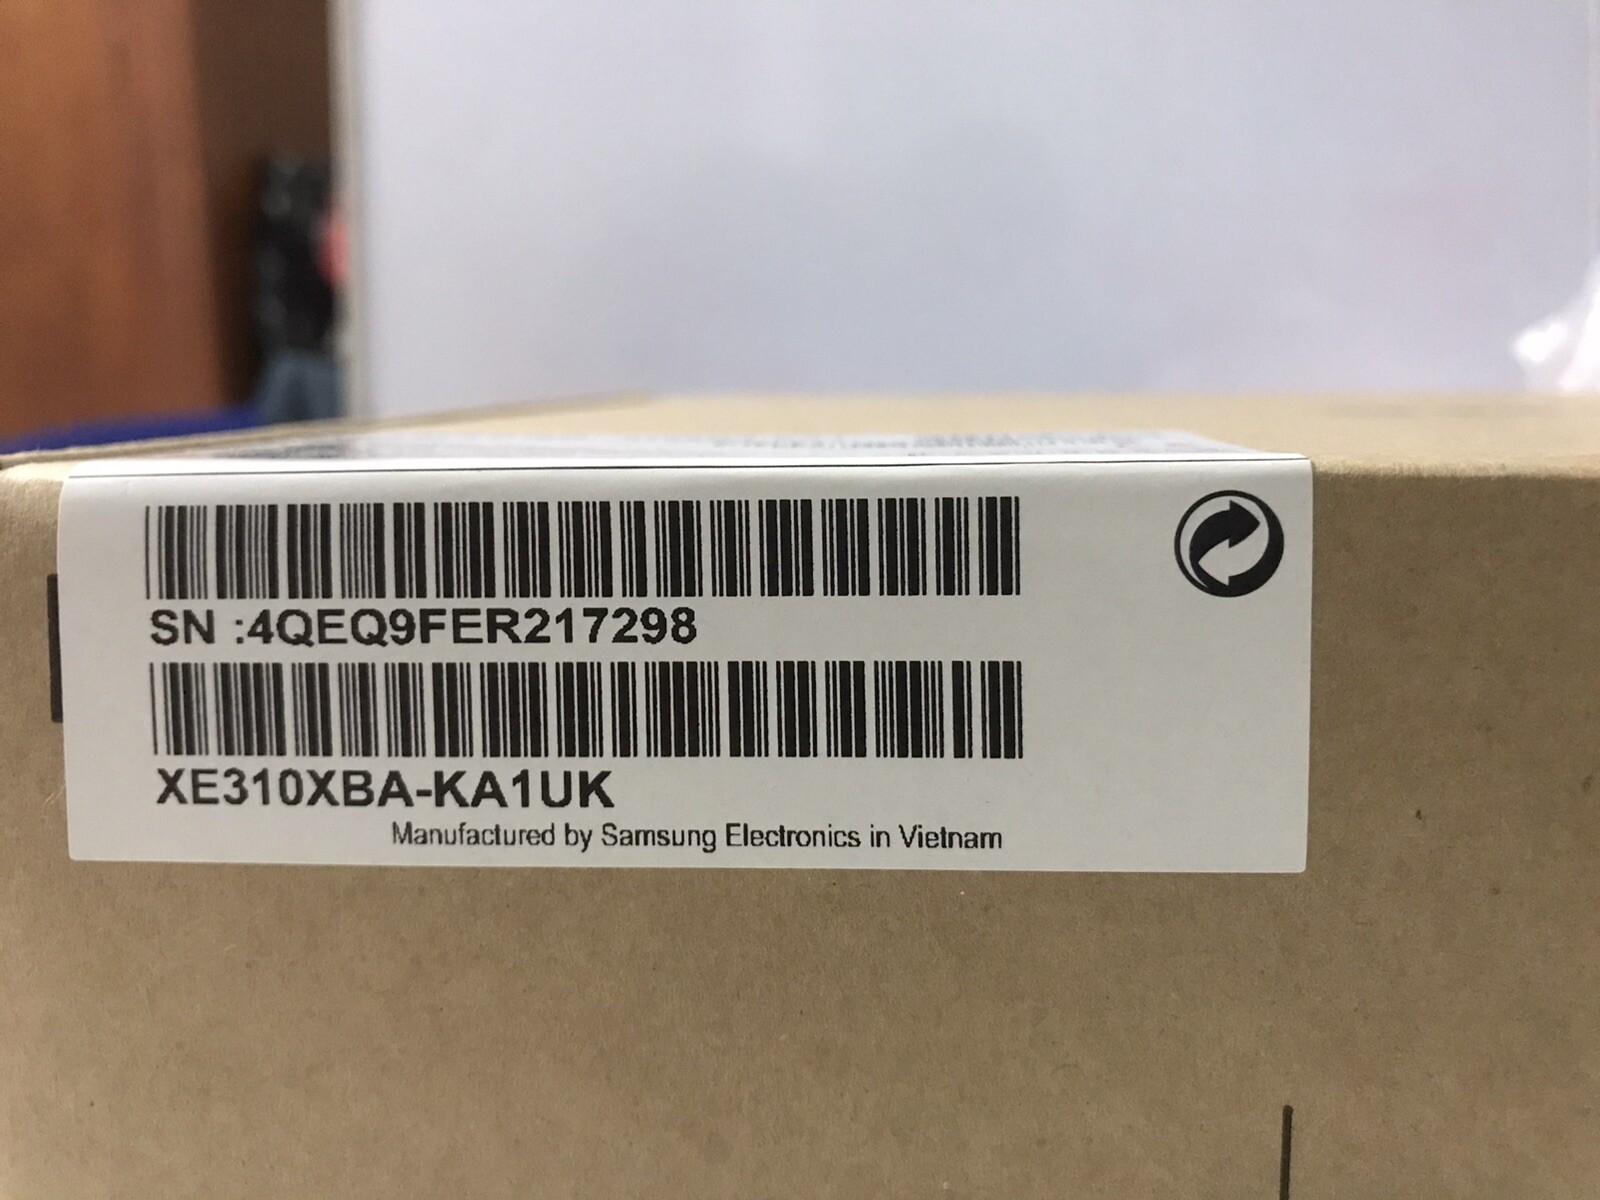 SN :4QEQ9FER217298
XE310XBA-KA1UK
Manufactured by Samsung Electronics in Vietnam